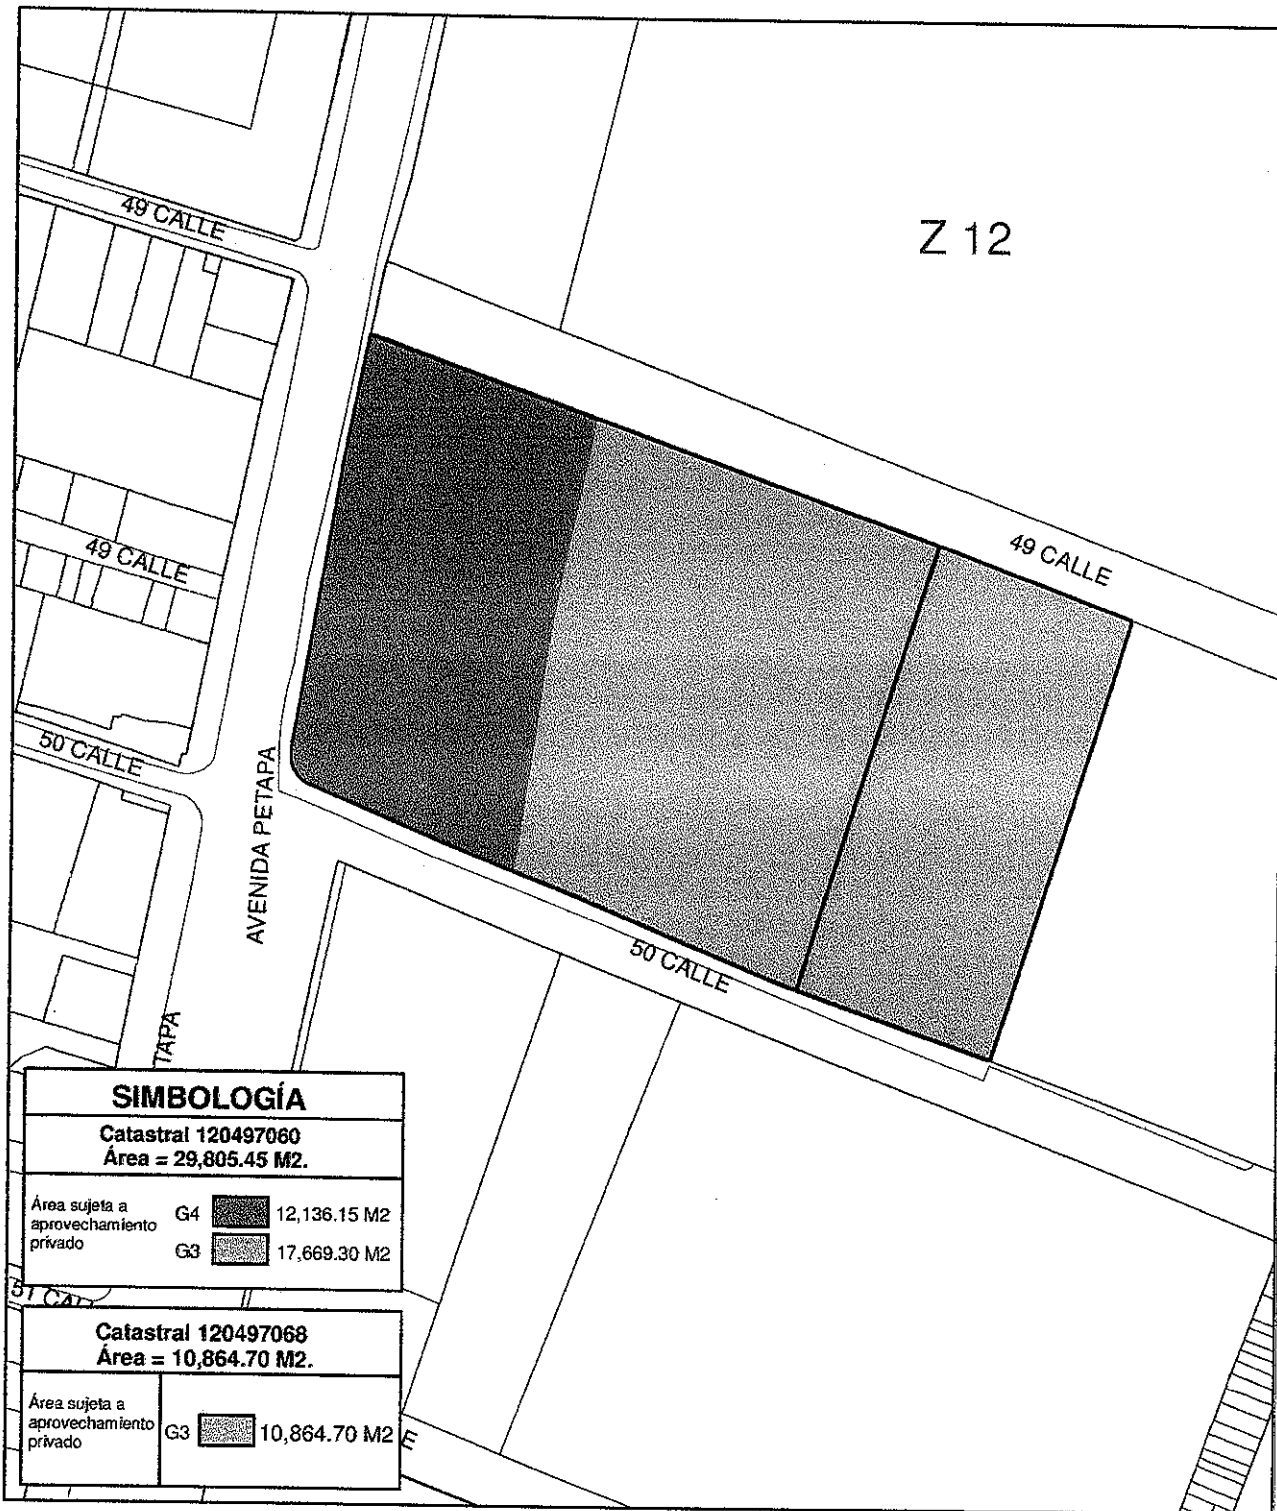 49 CALLE
Z 12
49 CALLE
49 CALLE
50 CALLE
AVENIDA PETAPA
50 CALLE
TAPA
SIMBOLOGÍA
Catastral 120497060
Área = 29,805.45 M2.
Área sujeta a
aprovechamiento
privado
G4 12,136.15 M2
G3 17,669.30 M2
51 CALL
Catastral 120497068
Área = 10,864.70 M2.
Área sujeta a
aprovechamiento
privado
G3 10,864.70 M2
E